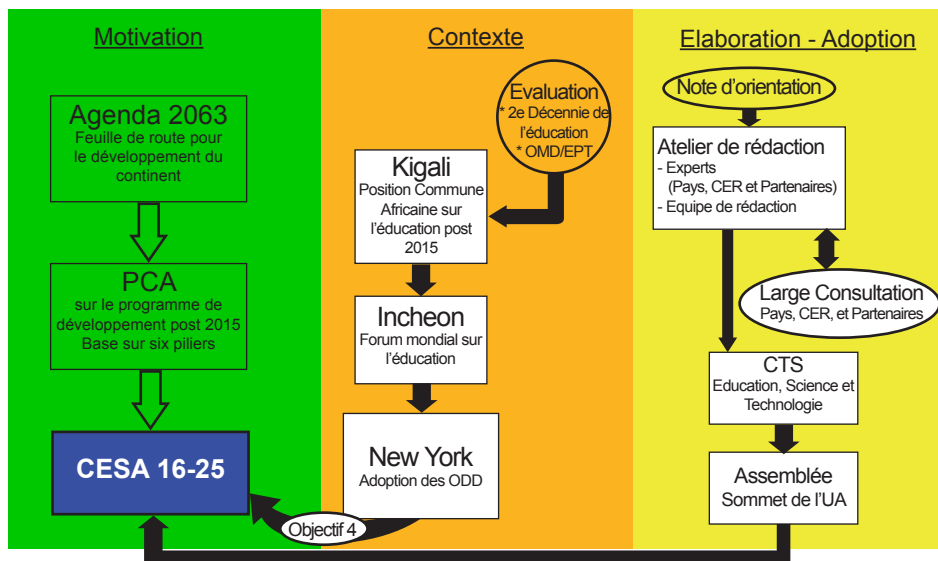 Motivation
Agenda 2063
Feuille de route pour
le développement du
continent
PCA
sur le programme de
développement post 2015
Base sur six piliers
CESA 16-25
Contexte
Evaluation
* 2e Décennie de
l'éducation
* OMD/EPT
Kigali
Position Commune
Africaine sur
l'éducation post
2015
Incheon
Forum mondial sur
l'éducation
New York
Adoption des ODD
Objectif 4
Elaboration - Adoption
Note d'orientation
Atelier de rédaction
- Experts
(Pays, CER et Partenaires)
- Equipe de rédaction
Large Consultation
Pays, CER, et Partenaires
CTS
Education, Science et
Technologie
Assemblée
Sommet de l'UA